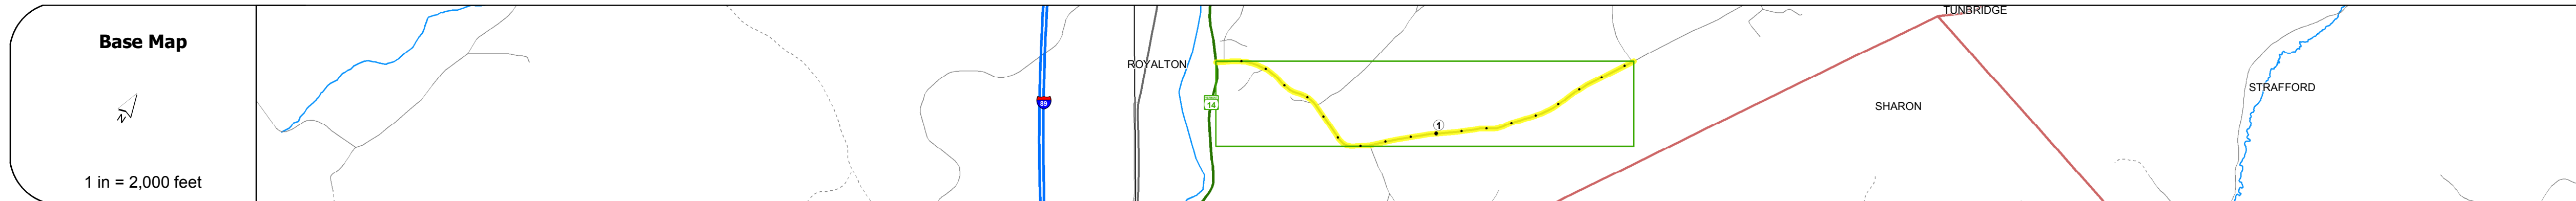 Base Map
N
1 in = 2,000 feet
89
ROYALTON
14
1
TUNBRIDGE
SHARON
STRAFFORD